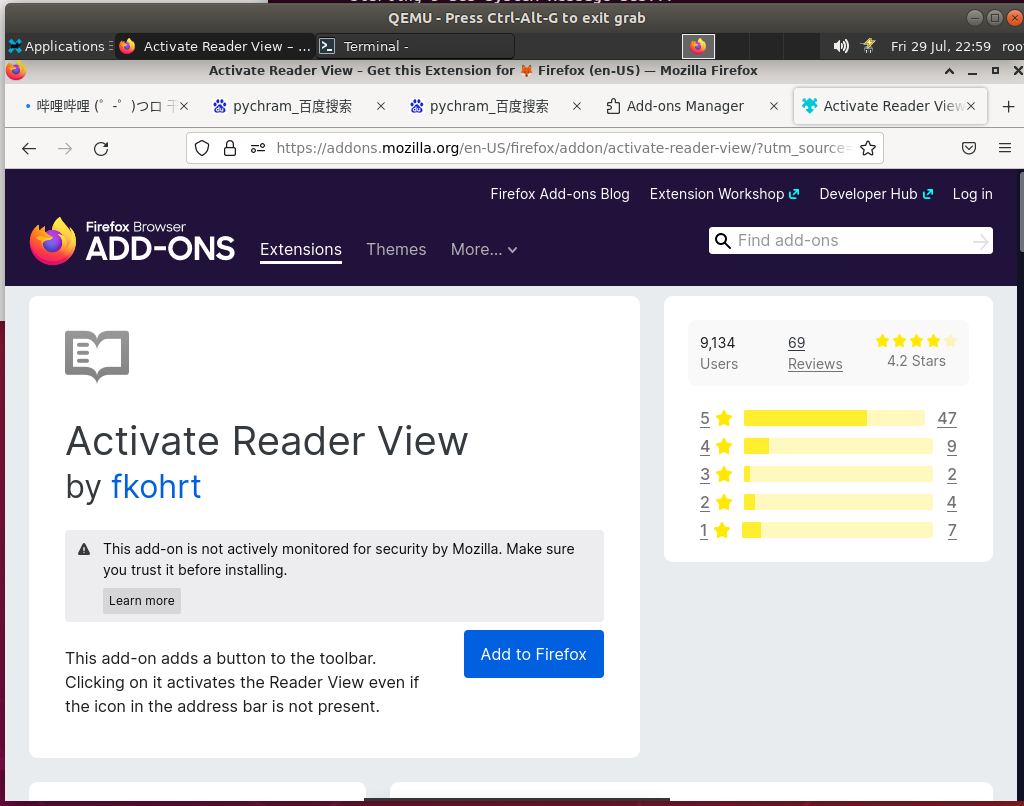 QEMU - Press Ctrl-Alt-G to exit grab
Applications
Activate Reader View – ...
Terminal -
Fri 29 Jul, 22:59
roo
Activate Reader View – Get this Extension for 🦊 Firefox (en-US) — Mozilla Firefox
哔哩哔哩 (゜-゜)つロ 干
pychram_百度搜索
pychram_百度搜索
Add-ons Manager
Activate Reader View
https://addons.mozilla.org/en-US/firefox/addon/activate-reader-view/?utm_source=
Firefox Add-ons Blog
Extension Workshop
Developer Hub
Log in
Firefox Browser
ADD-ONS
Extensions
Themes
More...
Find add-ons
Activate Reader View
by fkohrt
This add-on is not actively monitored for security by Mozilla. Make sure
you trust it before installing.
Learn more
This add-on adds a button to the toolbar.
Clicking on it activates the Reader View even if
the icon in the address bar is not present.
Add to Firefox
9,134
Users
69
Reviews
4.2 Stars
5 47
4 9
3 2
2 4
1 7